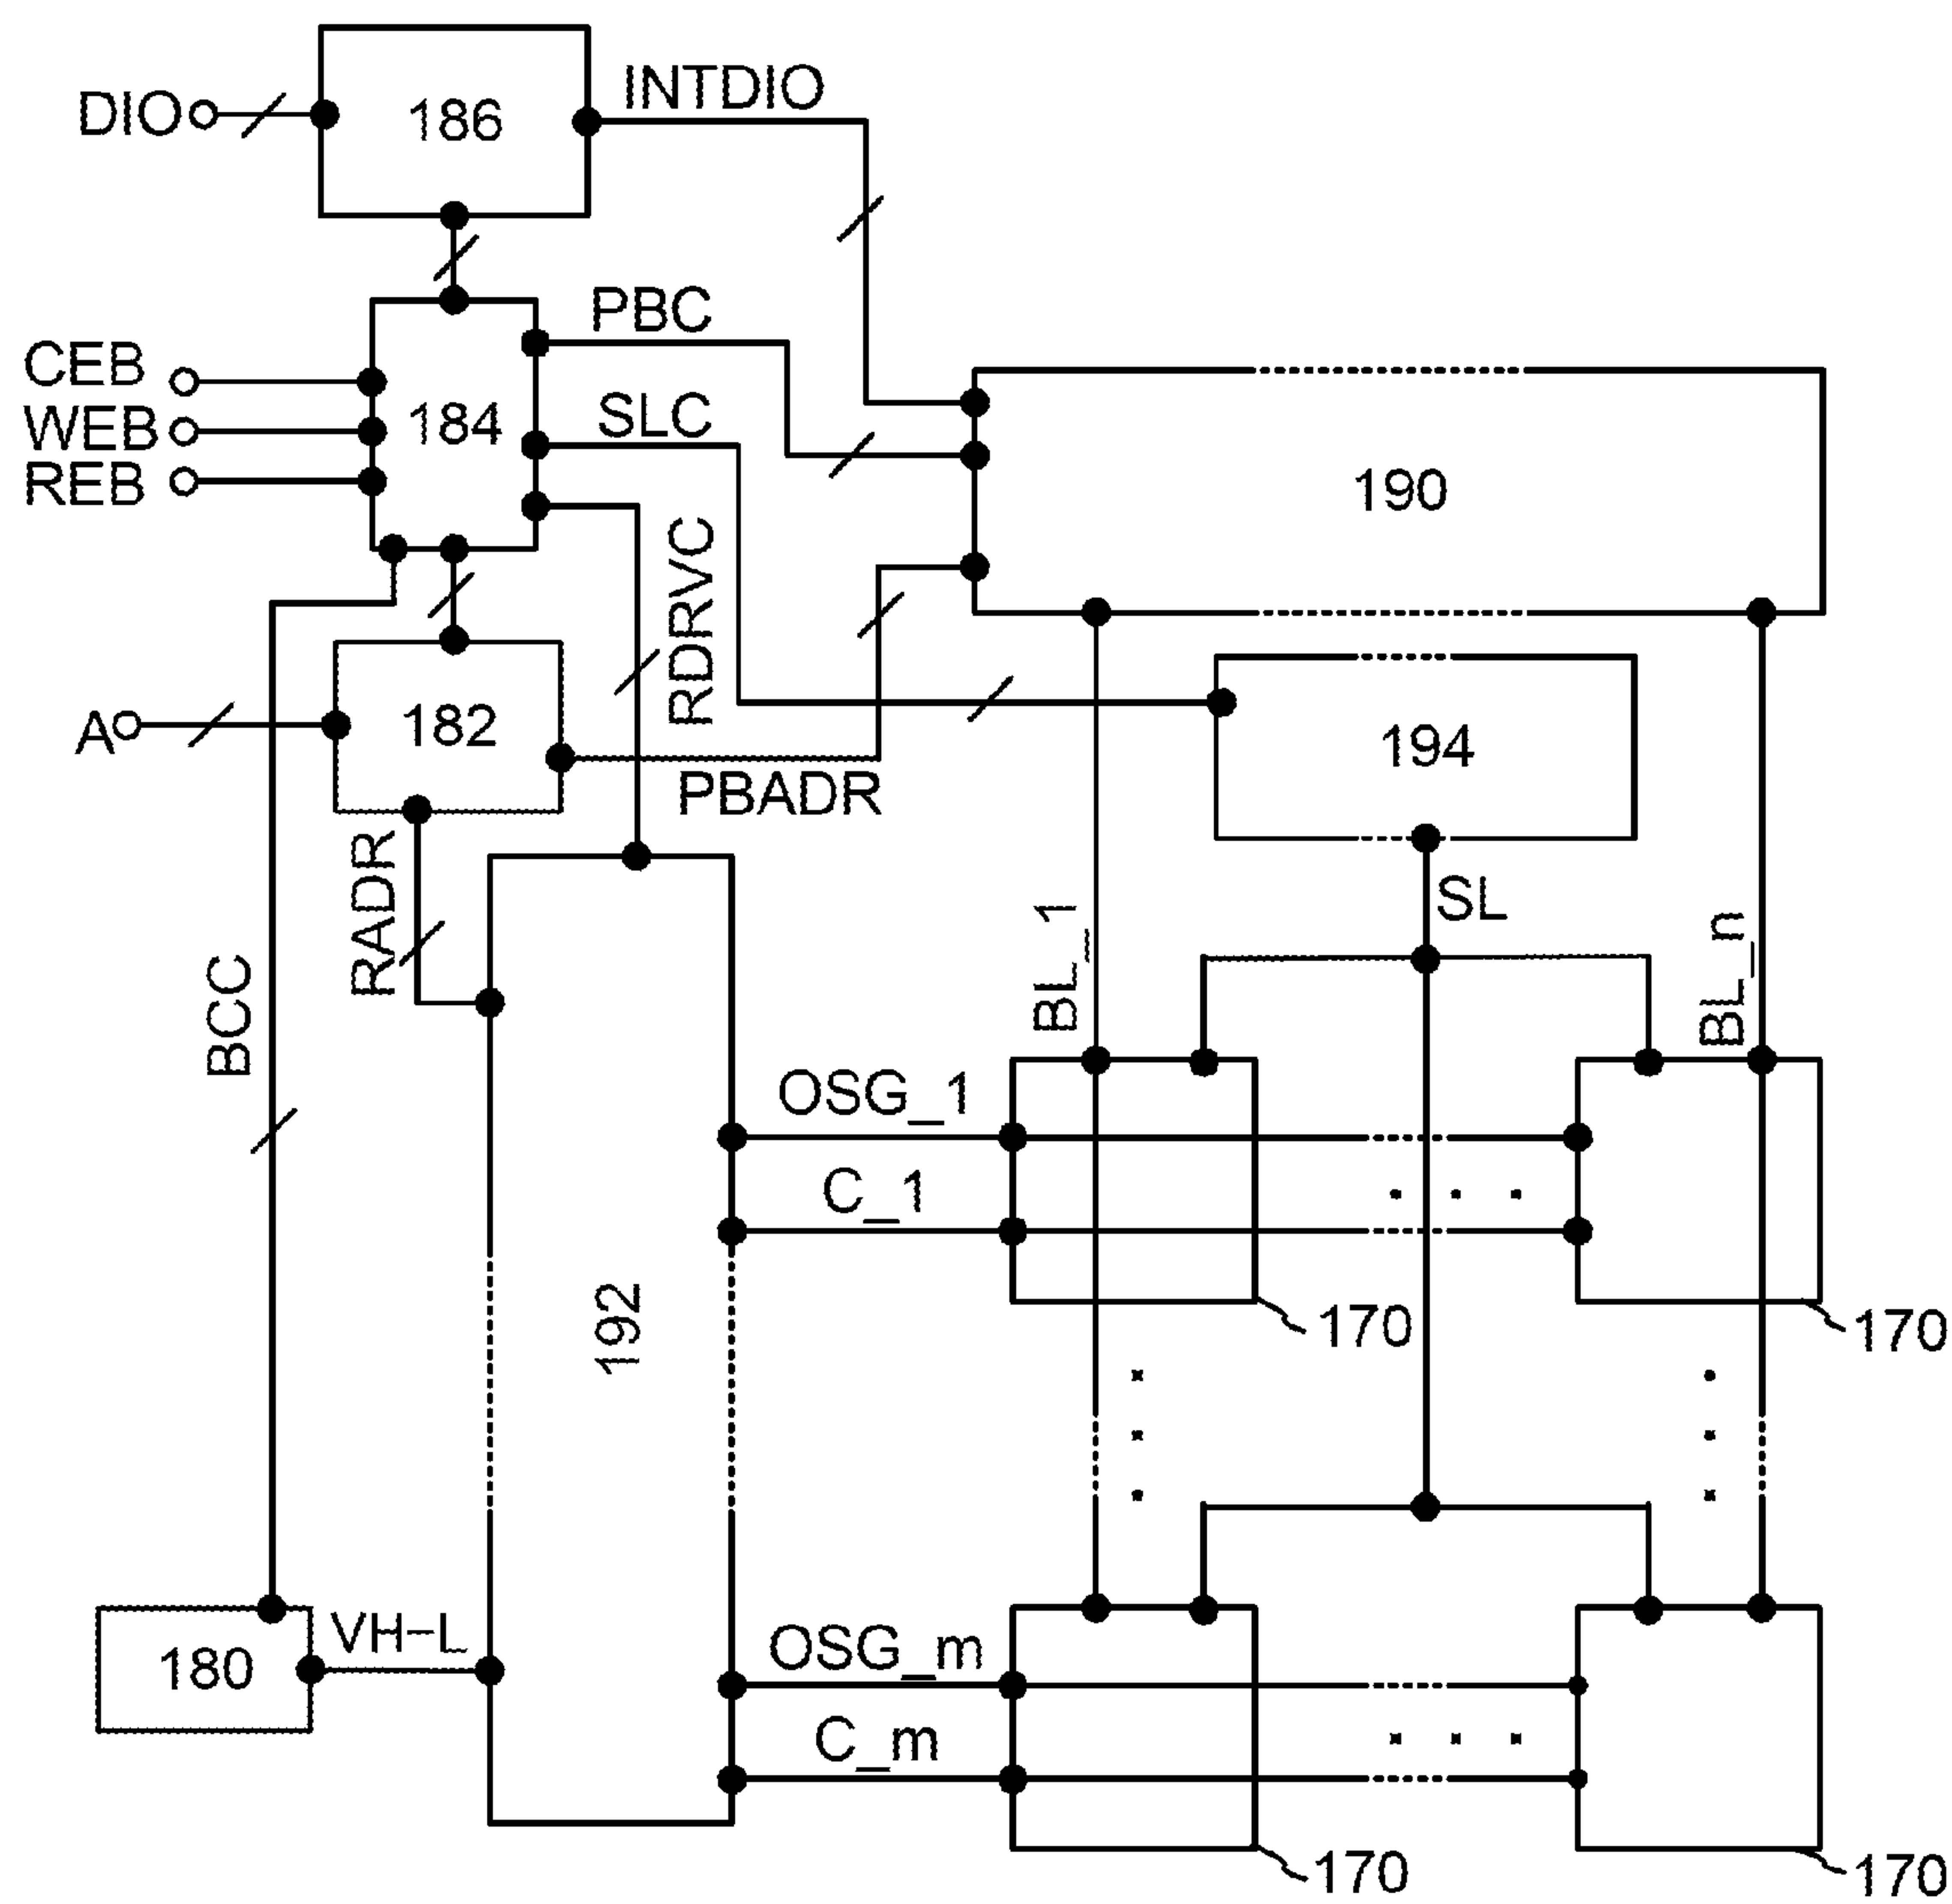 DIO
186
INTDIO
PBC
CEB
WEB
REB
184
SLC
190
RDRVC
A
182
PBADR
194
RADR
SL
BCC
BL_1
BL_n
OSG_1
C_1
192
170
170
180
VH-L
OSG_m
C_m
170
170